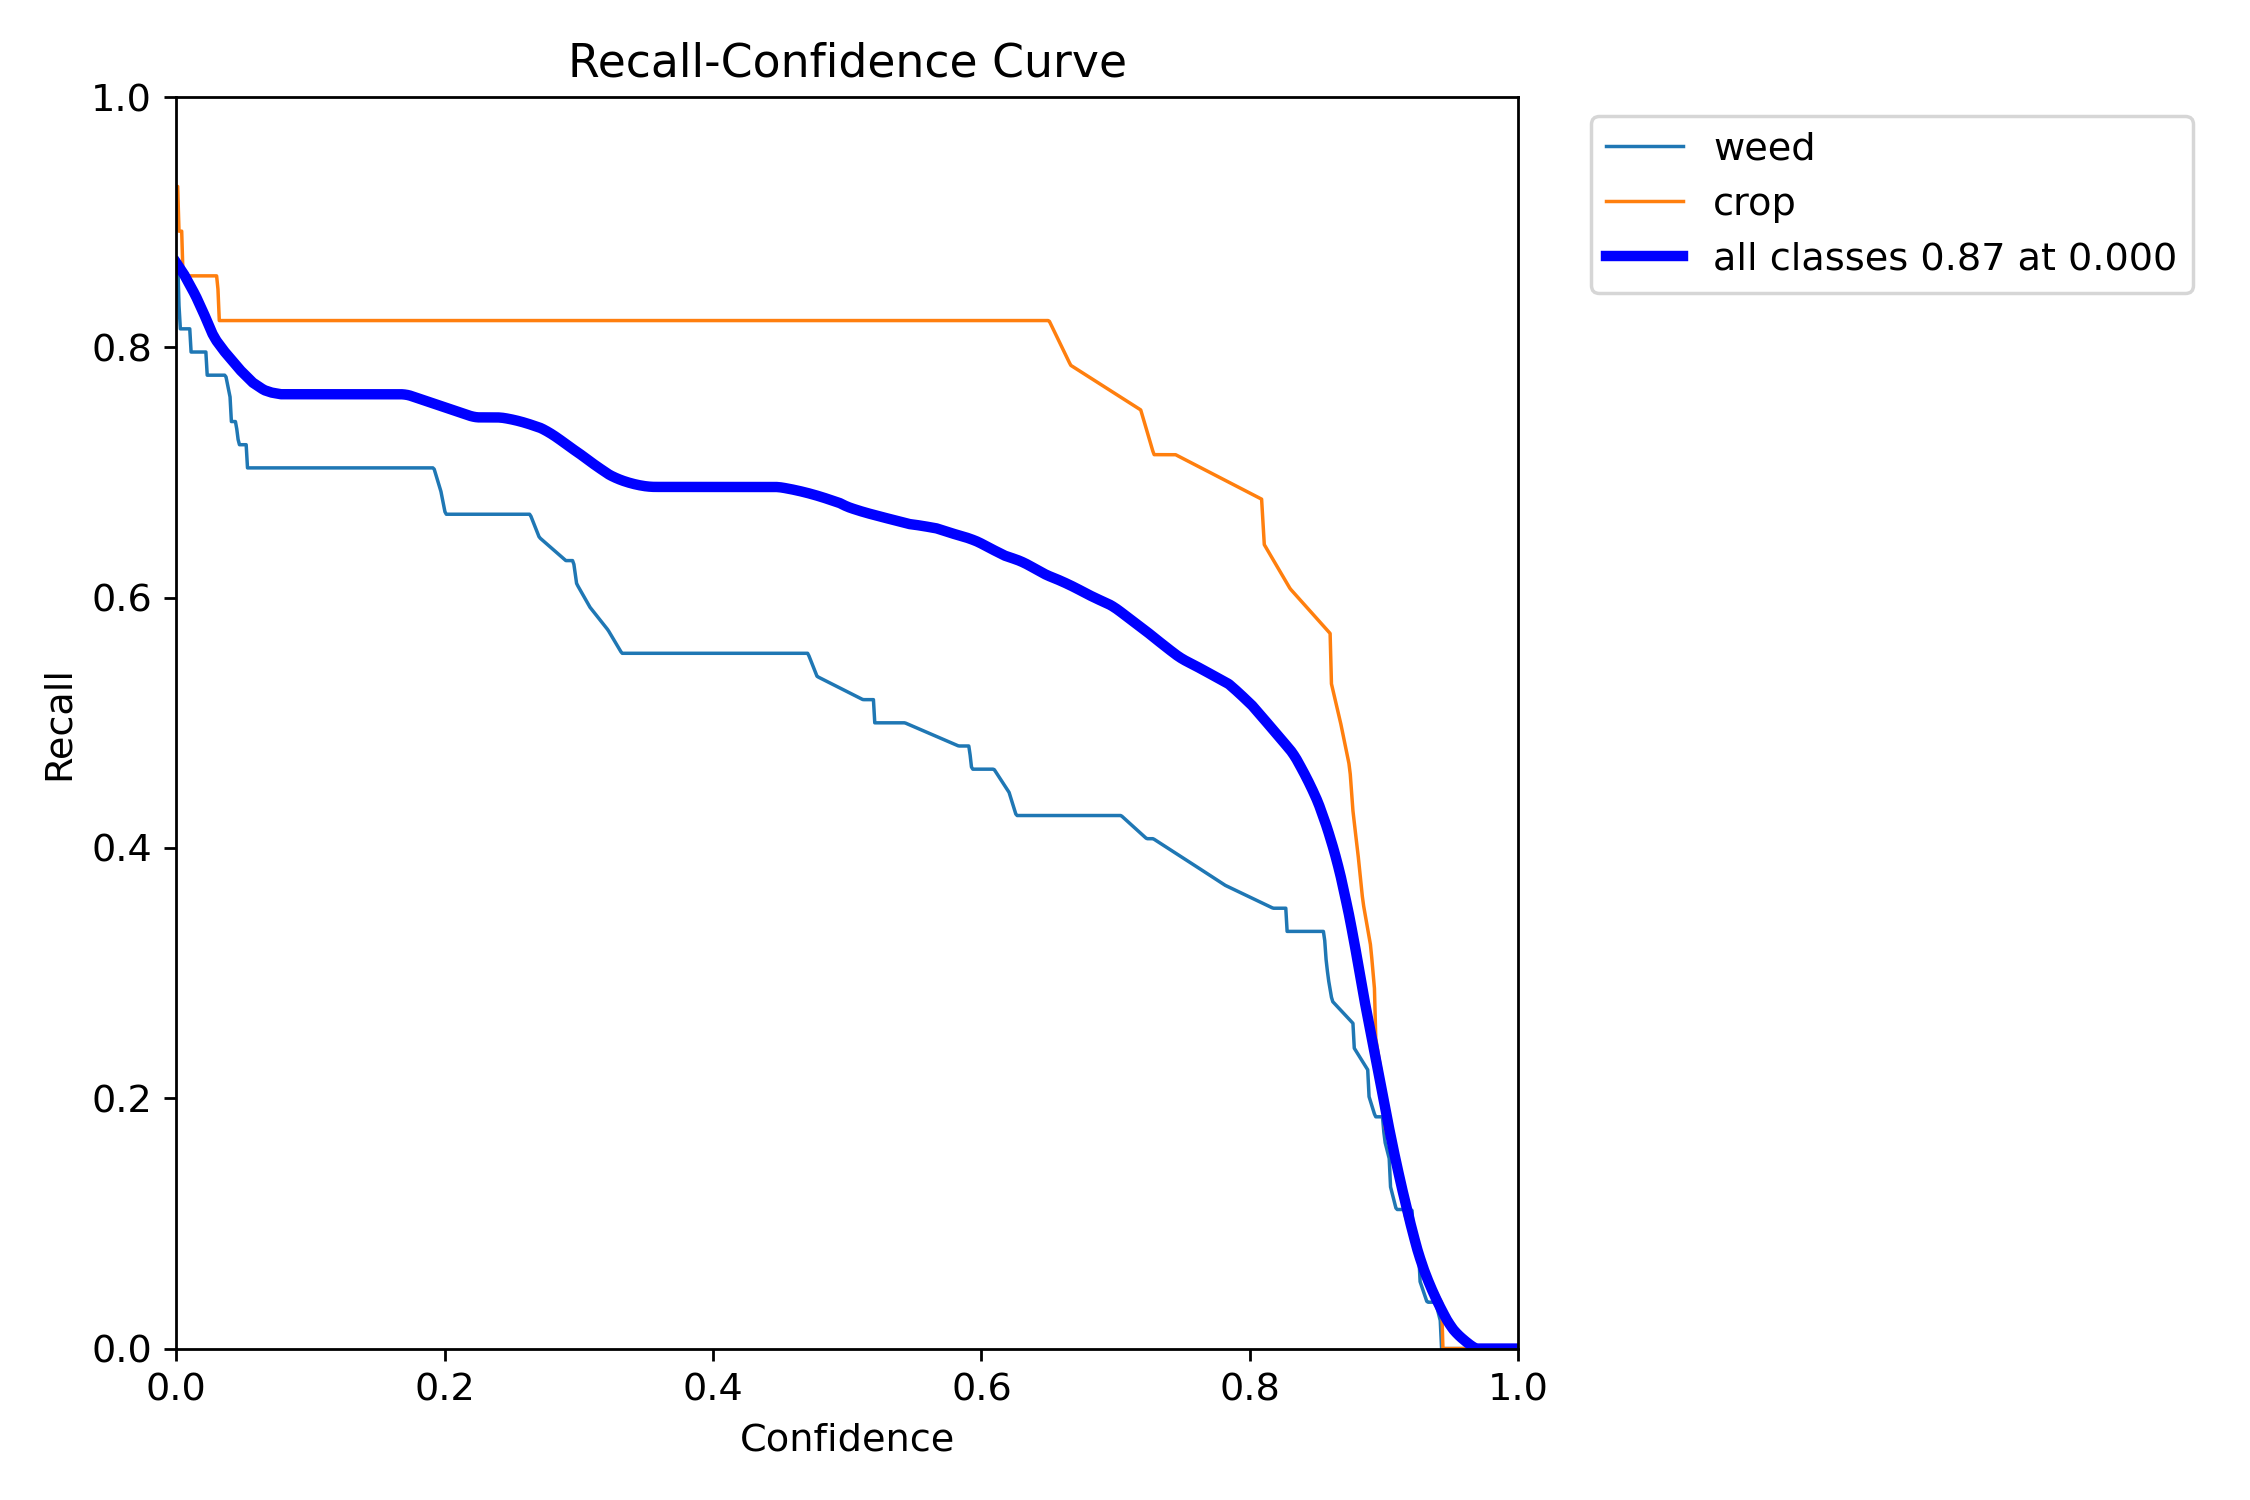 Recall-Confidence Curve
1.0
0.8
0.6
0.4
0.2
0.0
Recall
0.0 0.2 0.4 0.6 0.8 1.0
Confidence
weed
crop
all classes 0.87 at 0.000